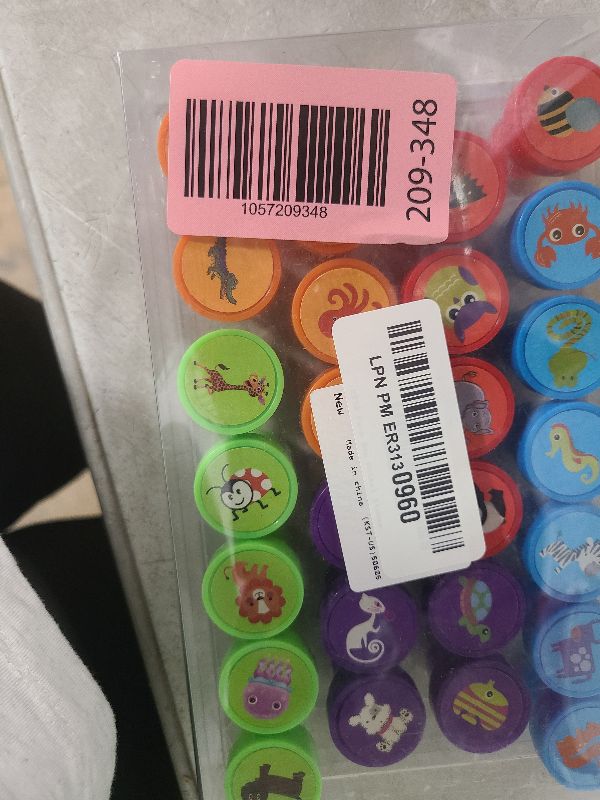 1057209348
209-348
LPN PM ER3130960
New
Made in china